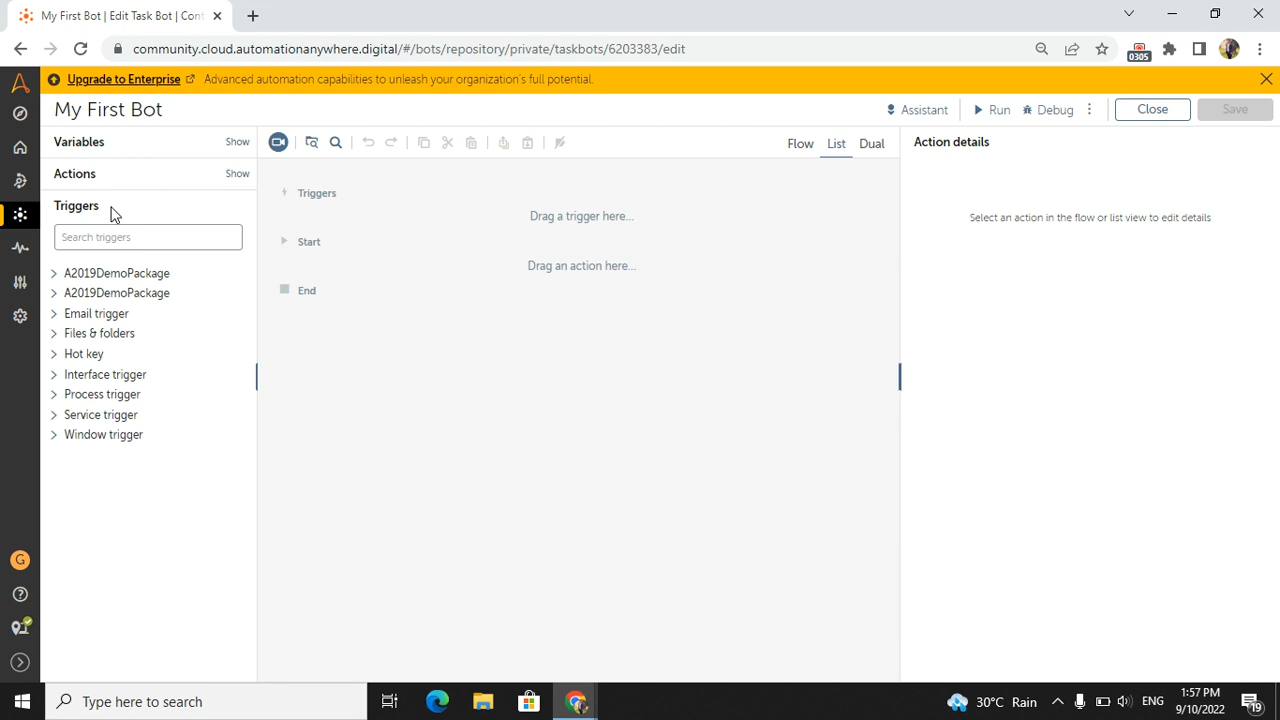 My First Bot | Edit Task Bot | Cont
community.cloud.automationanywhere.digital/#/bots/repository/private/taskbots/6203383/edit
0305
Upgrade to Enterprise Advanced automation capabilities to unleash your organization's full potential.
My First Bot
Assistant Run Debug Close Save
Variables Show
Flow List Dual
Action details
Actions Show
Triggers
Search triggers
A2019DemoPackage
A2019DemoPackage
Email trigger
Files & folders
Hot key
Interface trigger
Process trigger
Service trigger
Window trigger
Triggers
Drag a trigger here...
Start
Drag an action here...
End
Select an action in the flow or list view to edit details
G
Type here to search
30°C Rain
ENG
1:57 PM
9/10/2022
19